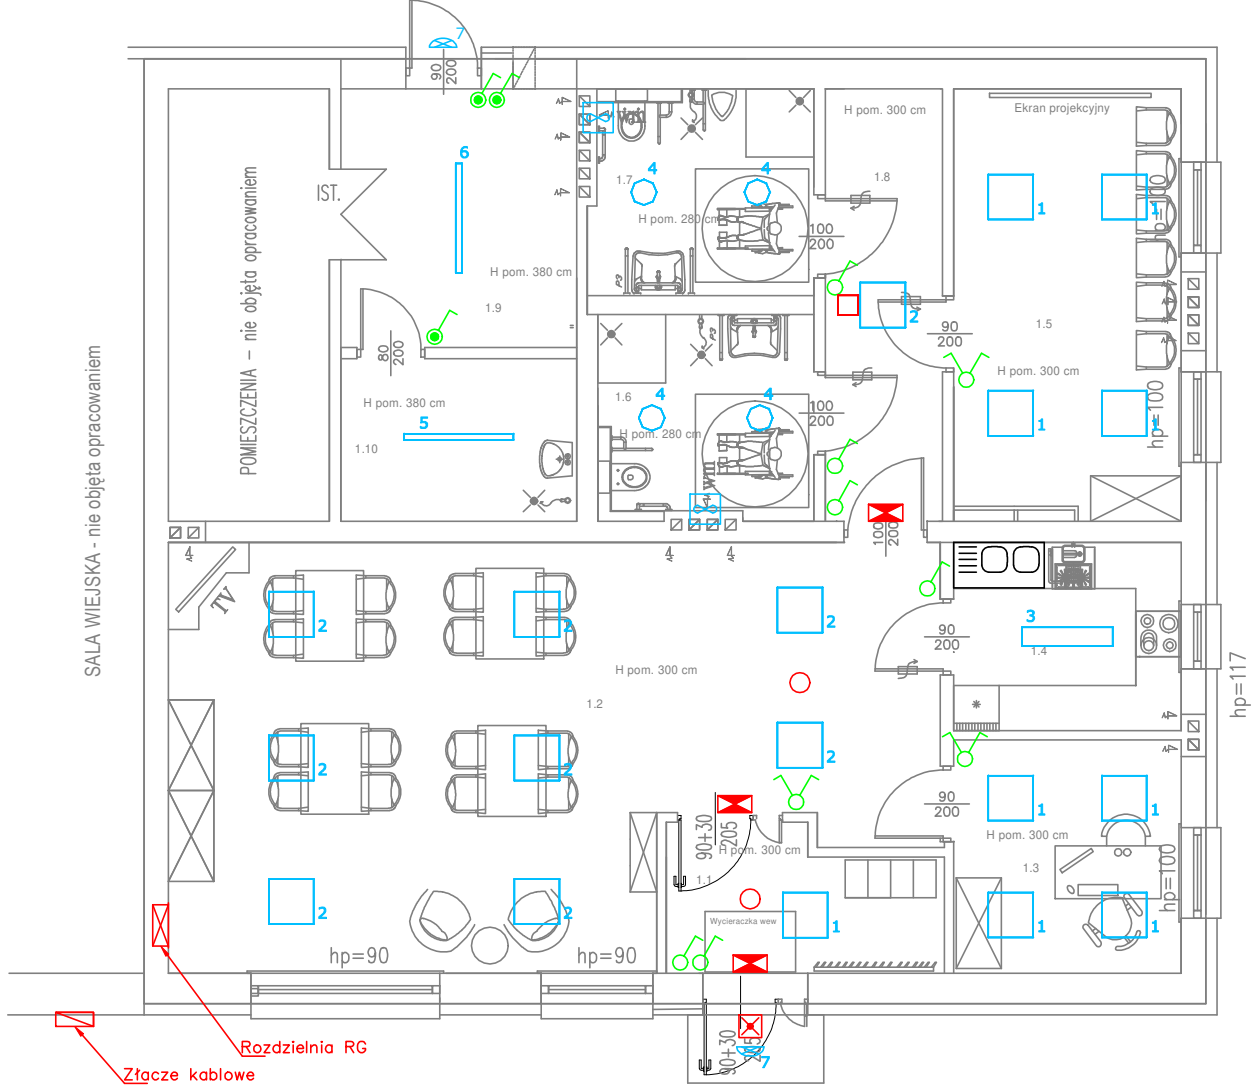 7
90
200
H pom. 300 cm
Ekran projekcyjny
6
4
4
1.7
1.8
1
1
IST.
POMIESZCZENIA – nie objęta opracowaniem
H pom. 280 cm
100
200
hp=100
H pom. 380 cm
1.9
P3
2
1.5
90
200
80
200
P3
SALA WIEJSKA - nie objęta opracowaniem
H pom. 300 cm
H pom. 380 cm
1.6
4
4
100
200
hp=100
1
1
5
H pom. 280 cm
1.10
100
200
TV
2
2
2
3
90
200
1.4
H pom. 300 cm
1.2
hp=117
2
2
2
90
200
1
1
90+30
205
H pom. 300 cm
H pom. 300 cm
1.1
1.3
hp=100
2
2
Wycieraczka wew
1
1
1
hp=90
hp=90
90+30
205
7
Rozdzielnia RG
Złącze kablowe